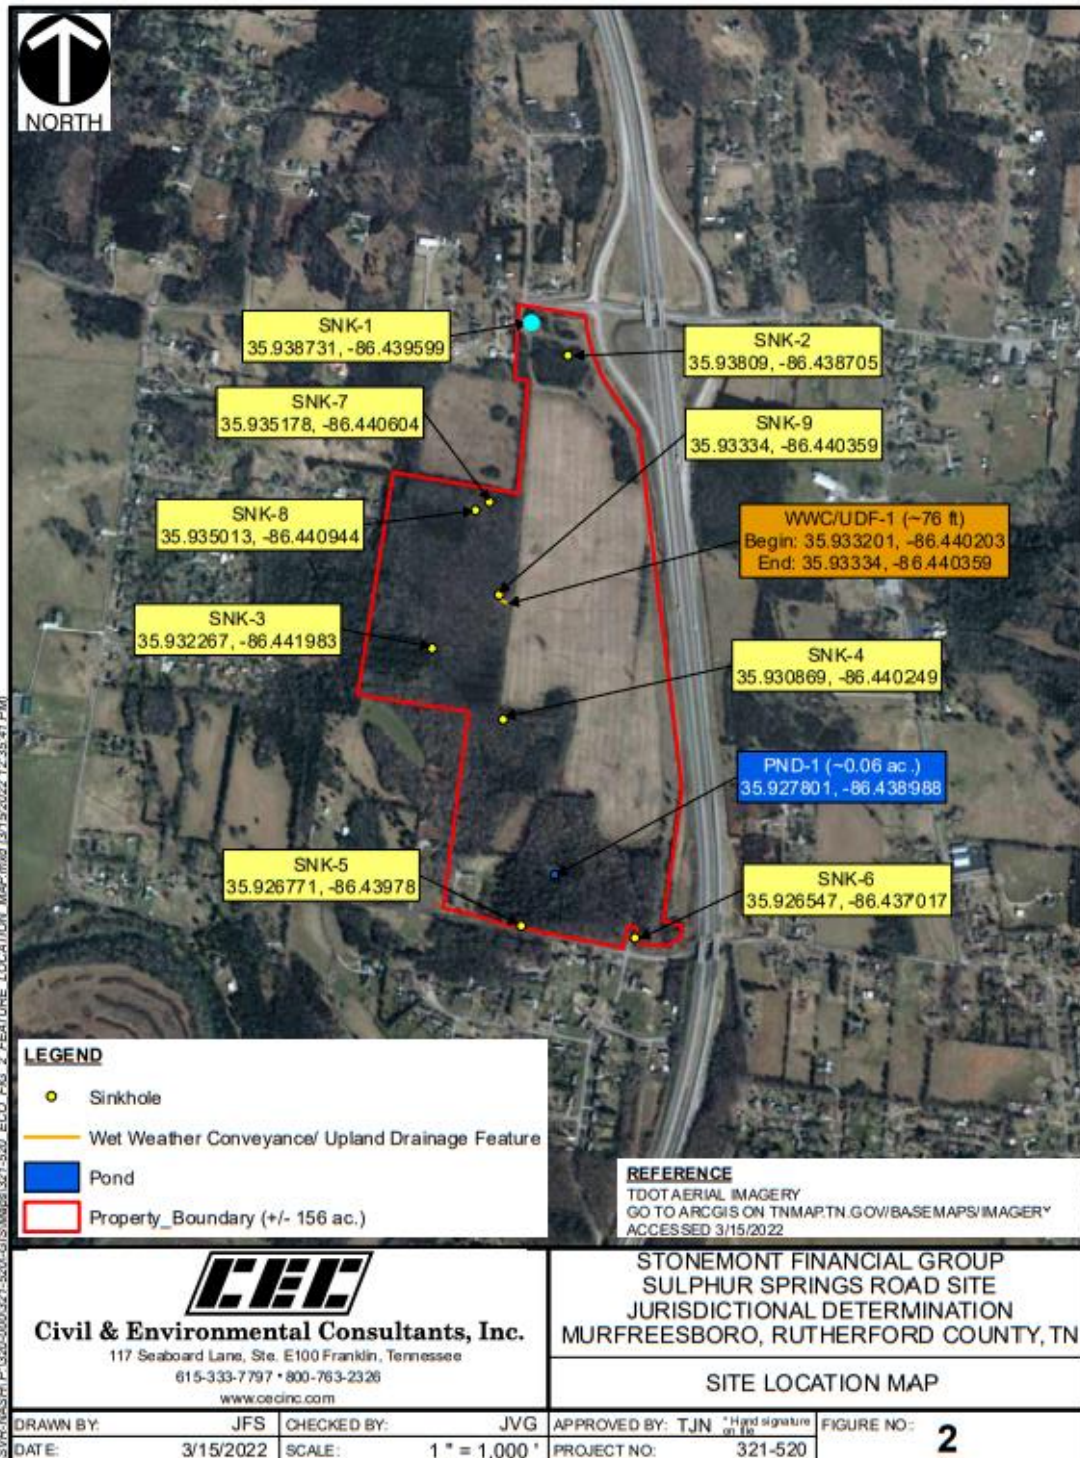 NORTH
SNK-1
35.938731, -86.439599
SNK-2
35.93809, -86.438705
SNK-7
35.935178, -86.440604
SNK-9
35.93334, -86.440359
SNK-8
35.935013, -86.440944
WWC/UDF-1 (~76 ft)
Begin: 35.933201, -86.440203
End: 35.93334, -86.440359
SNK-3
35.932267, -86.441983
SNK-4
35.930869, -86.440249
PND-1 (~0.06 ac.)
35.927801, -86.438988
SNK-5
35.926771, -86.43978
SNK-6
35.926547, -86.437017
LEGEND
Sinkhole
Wet Weather Conveyance/ Upland Drainage Feature
Pond
Property_Boundary (+/- 156 ac.)
REFERENCE
TDOT AERIAL IMAGERY
GO TO ARCGIS ON TNMAP.TN.GOV/BASEMAPS/IMAGERY
ACCESSED 3/15/2022
CEC
Civil & Environmental Consultants, Inc.
117 Seaboard Lane, Ste. E100 Franklin, Tennessee
615-333-7797 • 800-763-2326
www.cecinc.com
STONEMONT FINANCIAL GROUP
SULPHUR SPRINGS ROAD SITE
JURISDICTIONAL DETERMINATION
MURFREESBORO, RUTHERFORD COUNTY, TN
SITE LOCATION MAP
DRAWN BY: JFS CHECKED BY: JVG APPROVED BY: TJN *Hand signature on file FIGURE NO: 2
DATE: 3/15/2022 SCALE: 1 " = 1,000 ' PROJECT NO: 321-520